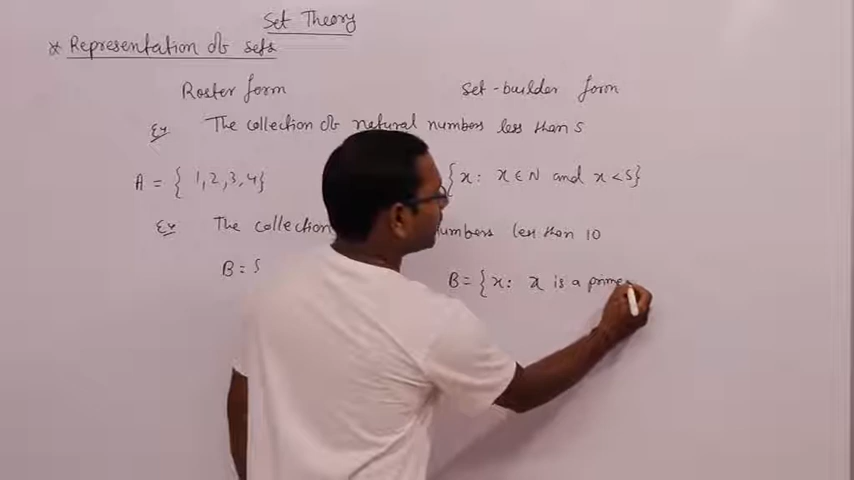 Set Theory
* Representation of sets
Roster form Set-builder form
Ex The collection of natural numbers less than 5
A = { 1,2,3,4} {x: x ∈ N and x < 5}
Ex The collection numbers less than 10
B = { B = {x: x is a prime